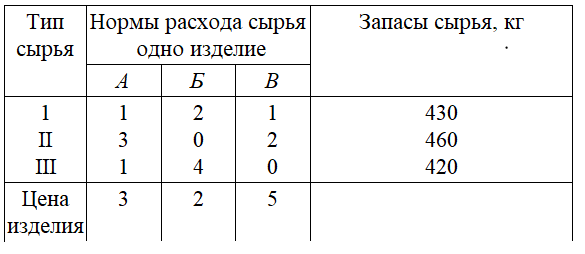 Тип сырья Нормы расхода сырья одно изделие Запасы сырья, кг
А Б В
1 1 2 1 430
II 3 0 2 460
III 1 4 0 420
Цена изделия 3 2 5